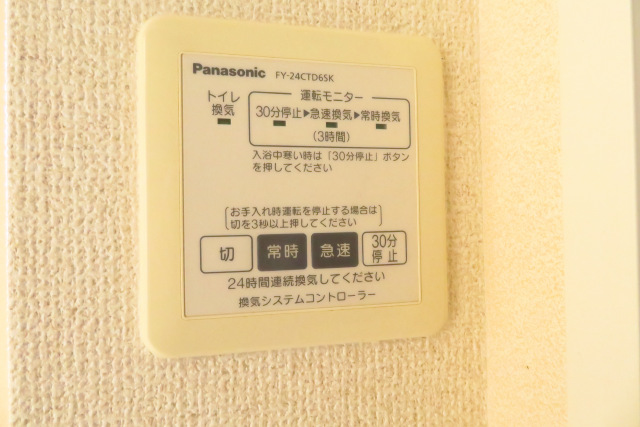 Panasonic FY-24CTD6SK
トイレ換気
運転モニター
30分停止▶急速換気▶常時換気
(3時間)
入浴中寒い時は「30分停止」ボタン
を押してください
お手入れ時運転を停止する場合は
切を3秒以上押してください
切 常時 急速 30分停止
24時間連続換気してください
換気システムコントローラー